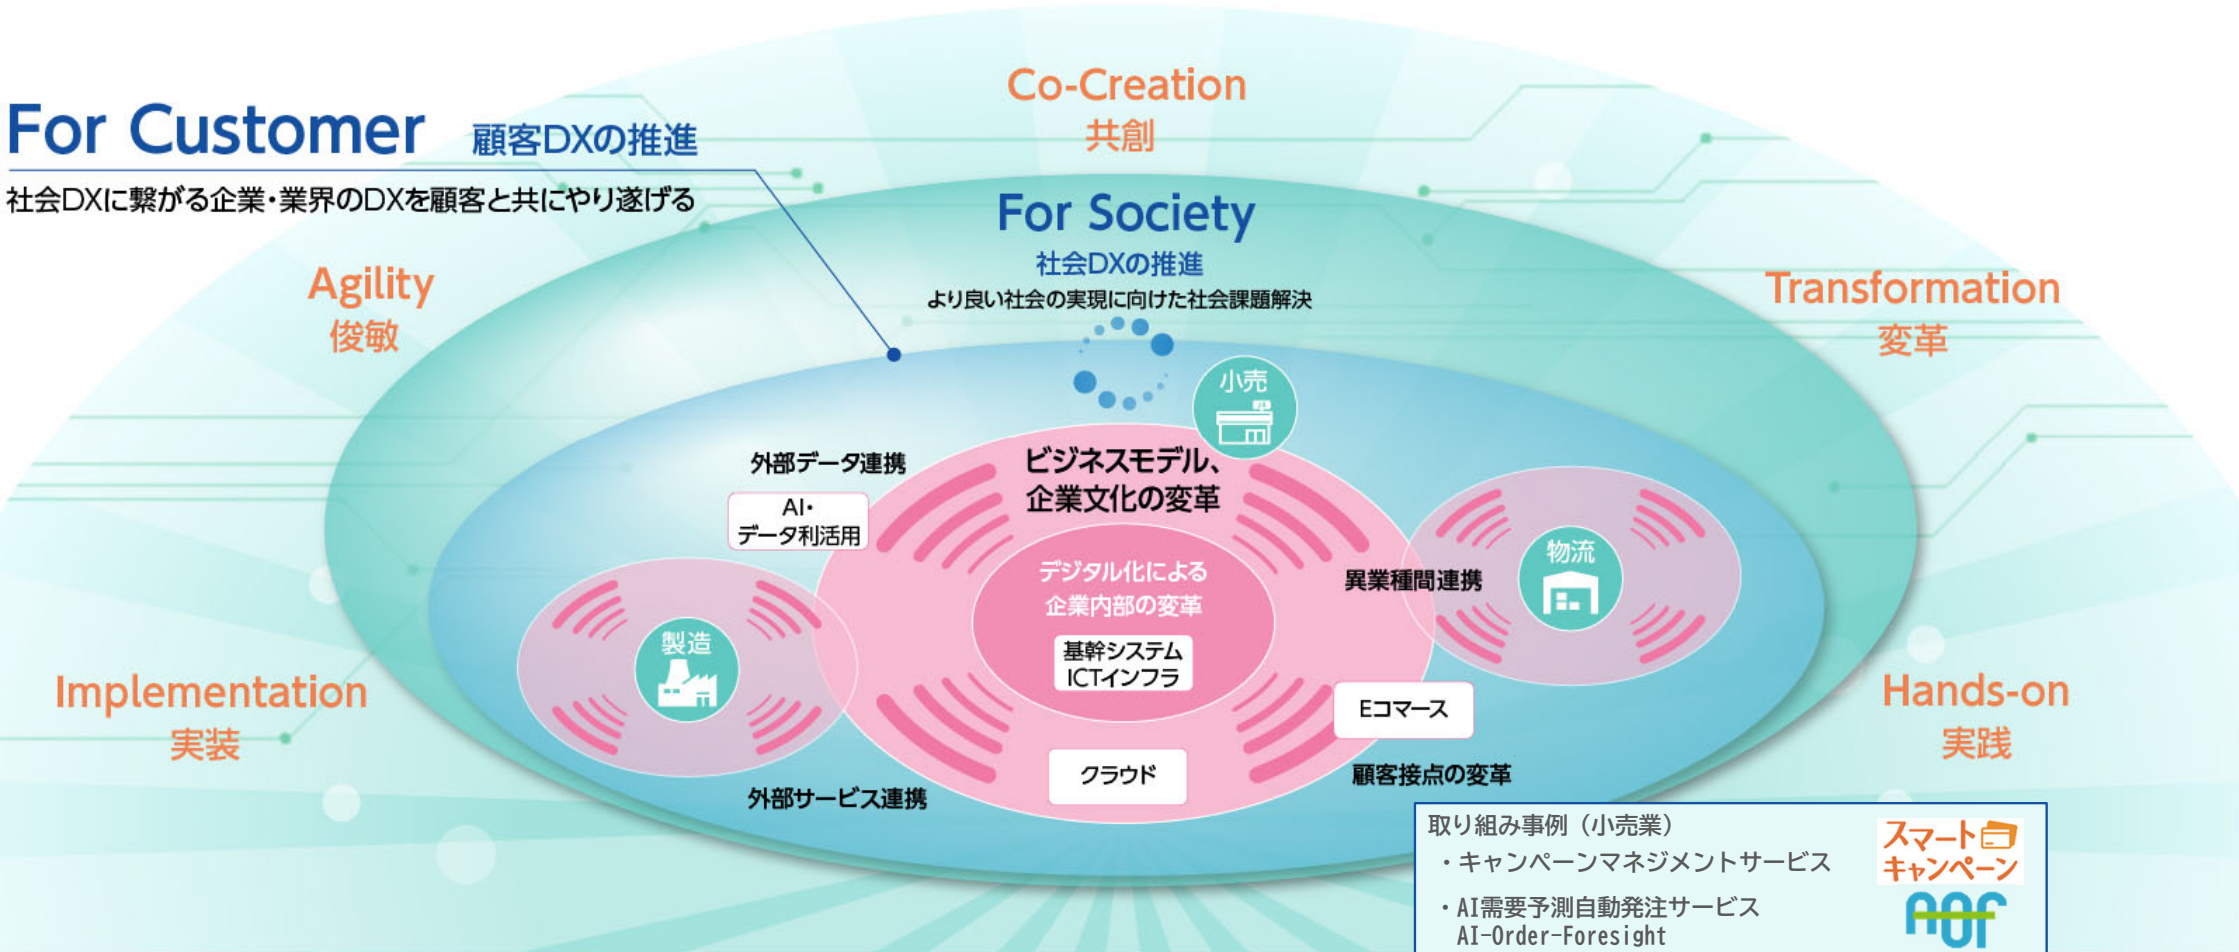 Co-Creation
共創
For Customer 顧客DXの推進
社会DXに繋がる企業・業界のDXを顧客と共にやり遂げる
For Society
社会DXの推進
より良い社会の実現に向けた社会課題解決
Agility
俊敏
Transformation
変革
小売
外部データ連携
AI・
データ利活用
ビジネスモデル、
企業文化の変革
デジタル化による
企業内部の変革
基幹システム
ICTインフラ
異業種間連携
物流
製造
Implementation
実装
Hands-on
実践
Eコマース
クラウド
外部サービス連携
顧客接点の変革
取り組み事例（小売業）
・キャンペーンマネジメントサービス
スマート
キャンペーン
・AI需要予測自動発注サービス
AI-Order-Foresight
AOF